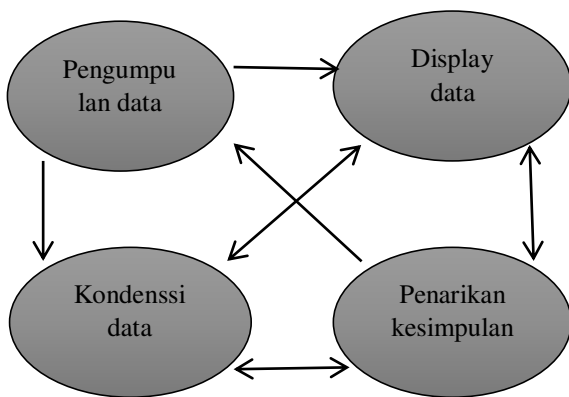 Pengumpu
lan data
Display
data
Kondenssi
data
Penarikan
kesimpulan